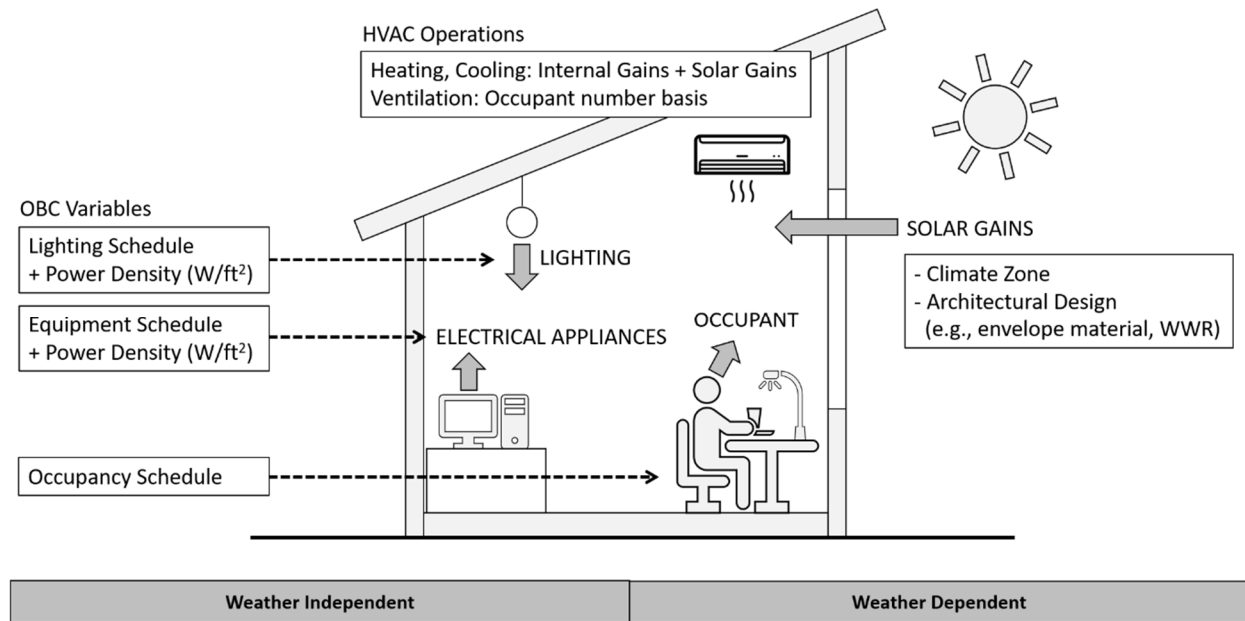 HVAC Operations
Heating, Cooling: Internal Gains + Solar Gains
Ventilation: Occupant number basis
OBC Variables
Lighting Schedule
+ Power Density (W/ft²)
Equipment Schedule
+ Power Density (W/ft²)
Occupancy Schedule
LIGHTING
ELECTRICAL APPLIANCES
OCCUPANT
SOLAR GAINS
- Climate Zone
- Architectural Design
(e.g., envelope material, WWR)
Weather Independent
Weather Dependent